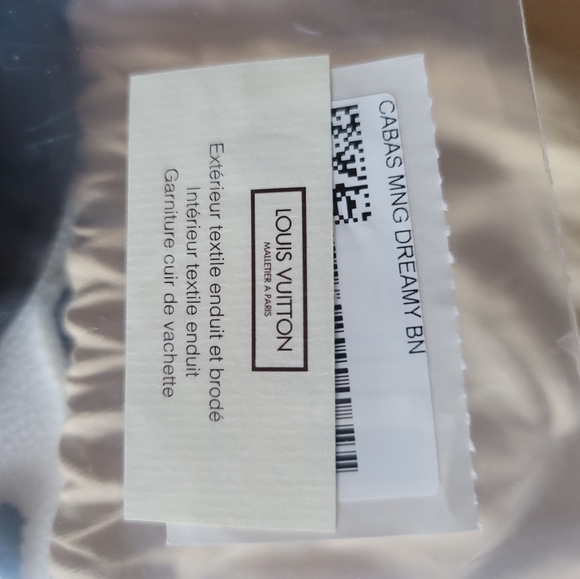 CABAS MNG DREAMY BN
LOUIS VUITTON
MALLETIER A PARIS
Extérieur textile enduit et brodé
Intérieur textile enduit
Garniture cuir de vachette